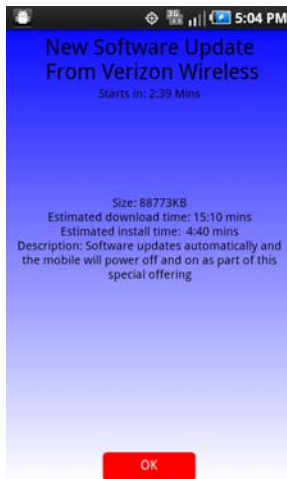 3G 5:04 PM
New Software Update
From Verizon Wireless
Starts in: 2:39 Mins
Size: 88773KB
Estimated download time: 15:10 mins
Estimated install time: 4:40 mins
Description: Software updates automatically and
the mobile will power off and on as part of this
special offering
OK